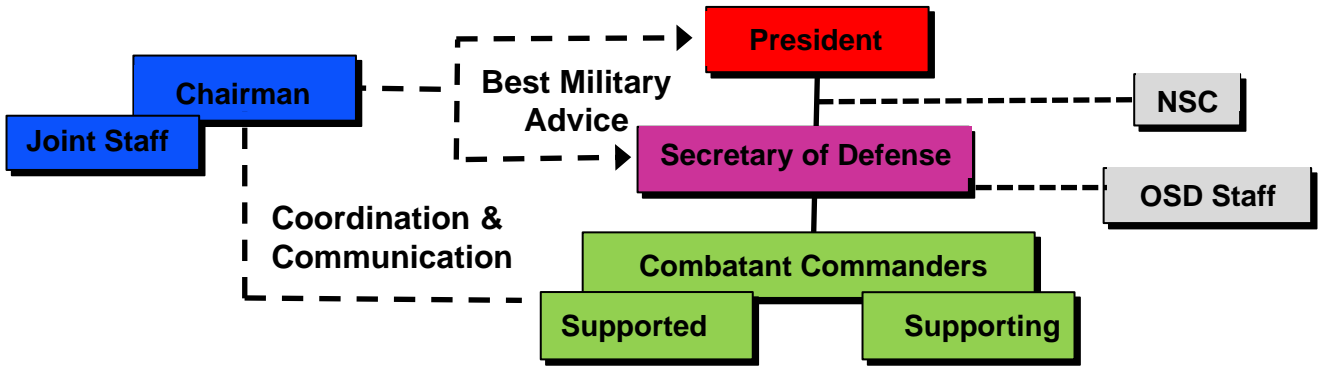 President
Best Military
Advice
Chairman
NSC
Joint Staff
Secretary of Defense
OSD Staff
Coordination &
Communication
Combatant Commanders
Supported
Supporting